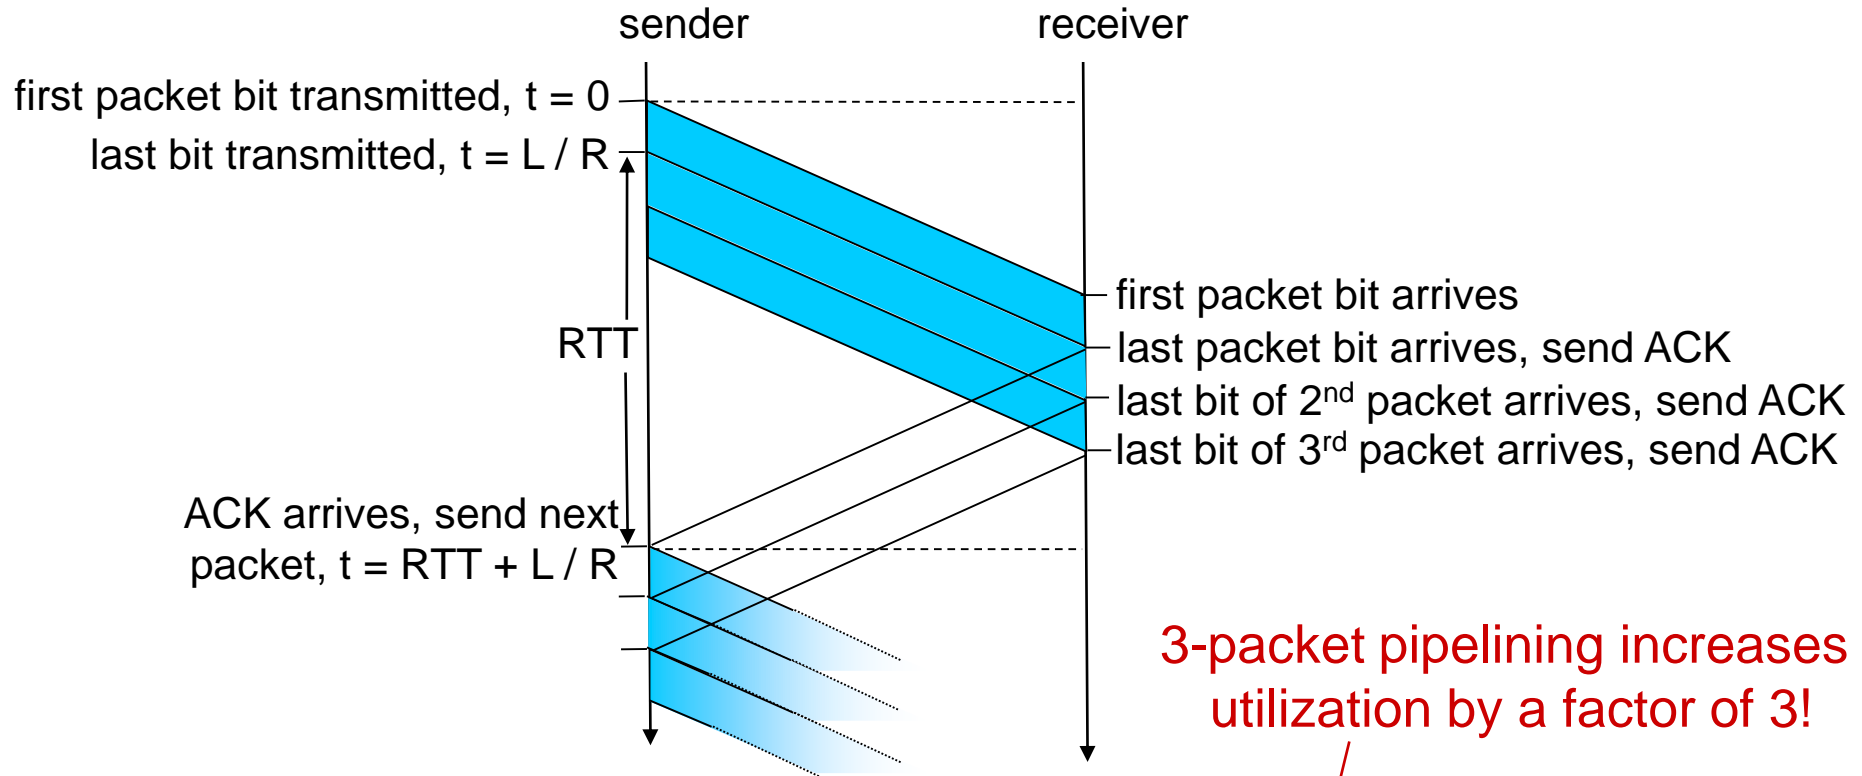 sender
receiver
first packet bit transmitted, t = 0
last bit transmitted, t = L / R
RTT
first packet bit arrives
last packet bit arrives, send ACK
last bit of 2nd packet arrives, send ACK
last bit of 3rd packet arrives, send ACK
ACK arrives, send next
packet, t = RTT + L / R
3-packet pipelining increases
utilization by a factor of 3!